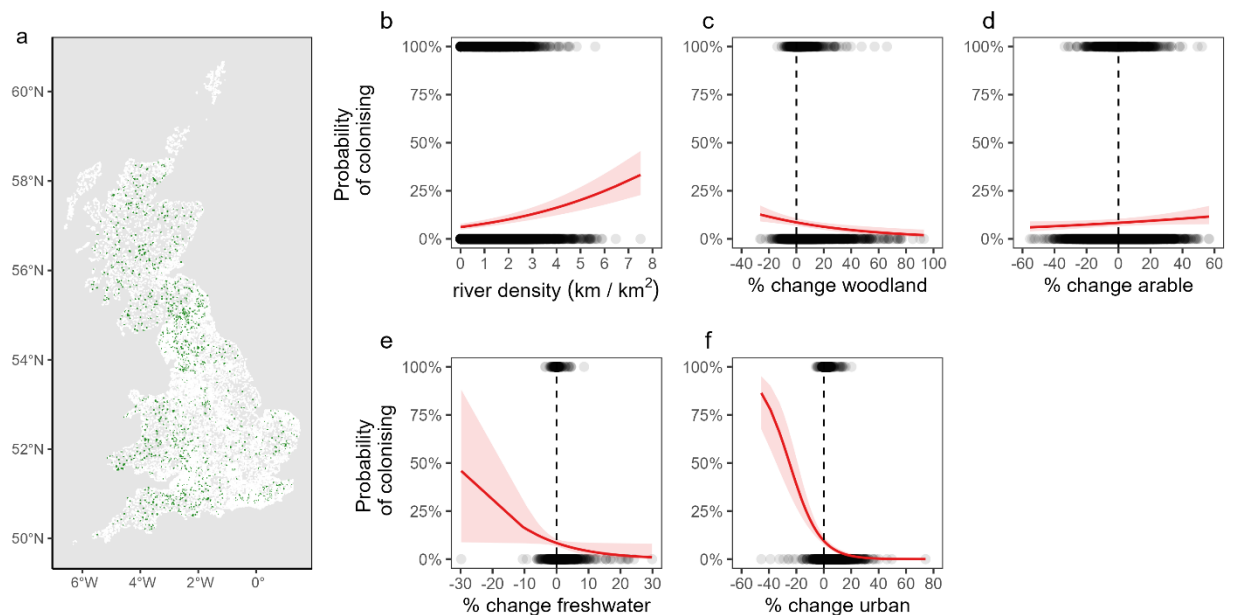 a
60°N
58°N
56°N
54°N
52°N
50°N
6°W 4°W 2°W 0°
b
Probability
of colonising
100%
75%
50%
25%
0%
0 1 2 3 4 5 6 7 8
river density (km / km²)
c
100%
75%
50%
25%
0%
-40 -20 0 20 40 60 80 100
% change woodland
d
100%
75%
50%
25%
0%
-60 -40 -20 0 20 40 60
% change arable
e
Probability
of colonising
100%
75%
50%
25%
0%
-30 -20 -10 0 10 20 30
% change freshwater
f
100%
75%
50%
25%
0%
-60 -40 -20 0 20 40 60 80
% change urban